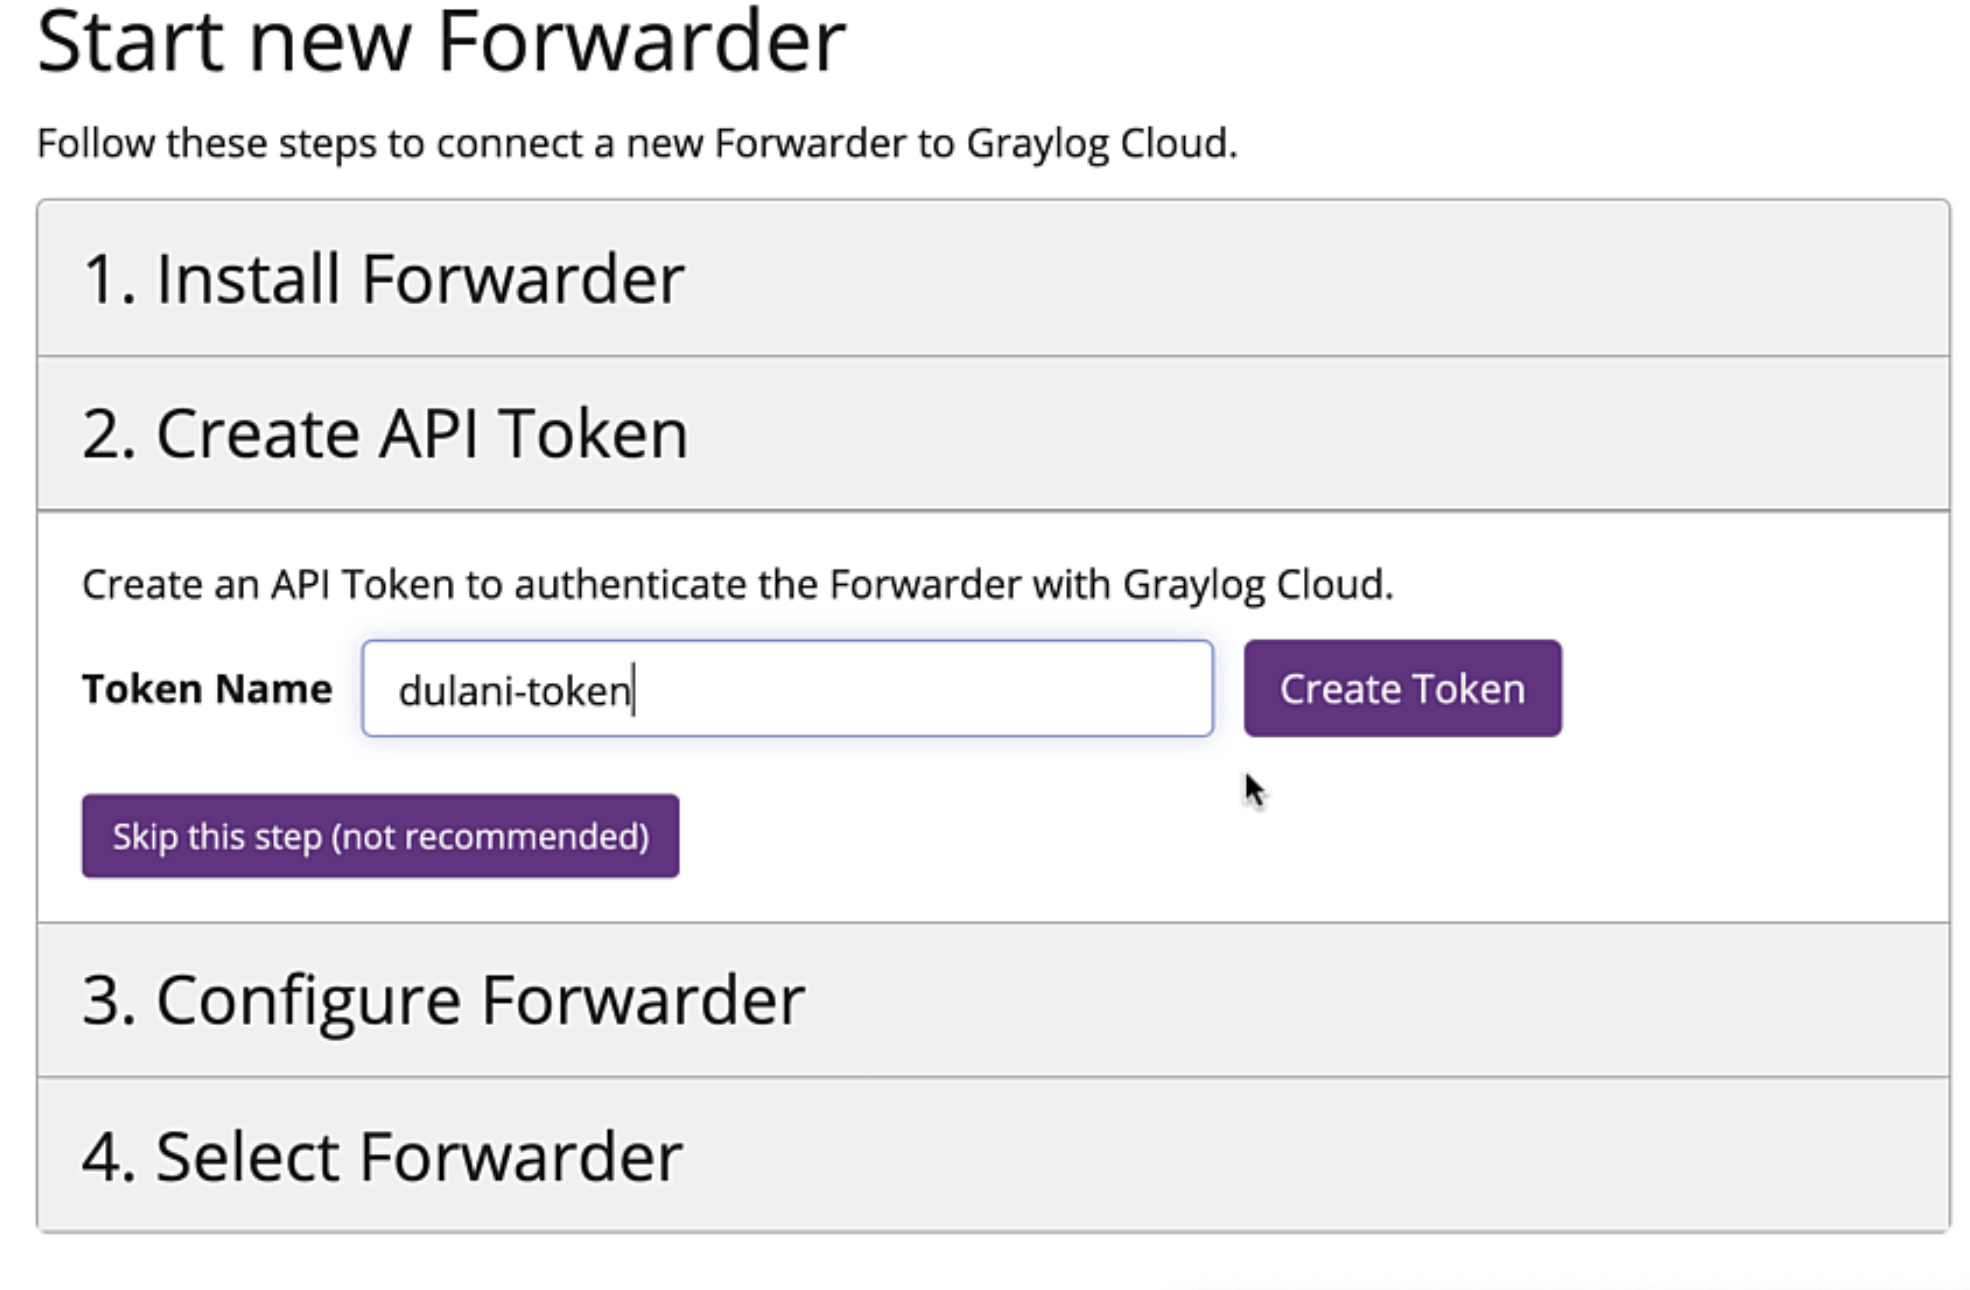 Start new Forwarder
Follow these steps to connect a new Forwarder to Graylog Cloud.
1. Install Forwarder
2. Create API Token
Create an API Token to authenticate the Forwarder with Graylog Cloud.
Token Name dulani-token Create Token
Skip this step (not recommended)
3. Configure Forwarder
4. Select Forwarder